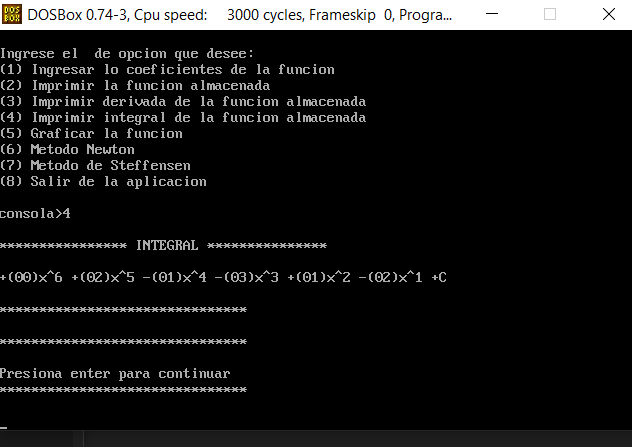 DOS
BOX
DOSBox 0.74-3, Cpu speed: 3000 cycles, Frameskip 0, Progra...
Ingrese el  de opcion que desee:
(1) Ingresar lo coeficientes de la funcion
(2) Imprimir la funcion almacenada
(3) Imprimir derivada de la funcion almacenada
(4) Imprimir integral de la funcion almacenada
(5) Graficar la funcion
(6) Metodo Newton
(7) Metodo de Steffensen
(8) Salir de la aplicacion
consola>4
**************** INTEGRAL ***************
+(00)x^6 +(02)x^5 -(01)x^4 -(03)x^3 +(01)x^2 -(02)x^1 +C
*******************************
*******************************
Presiona enter para continuar
*******************************